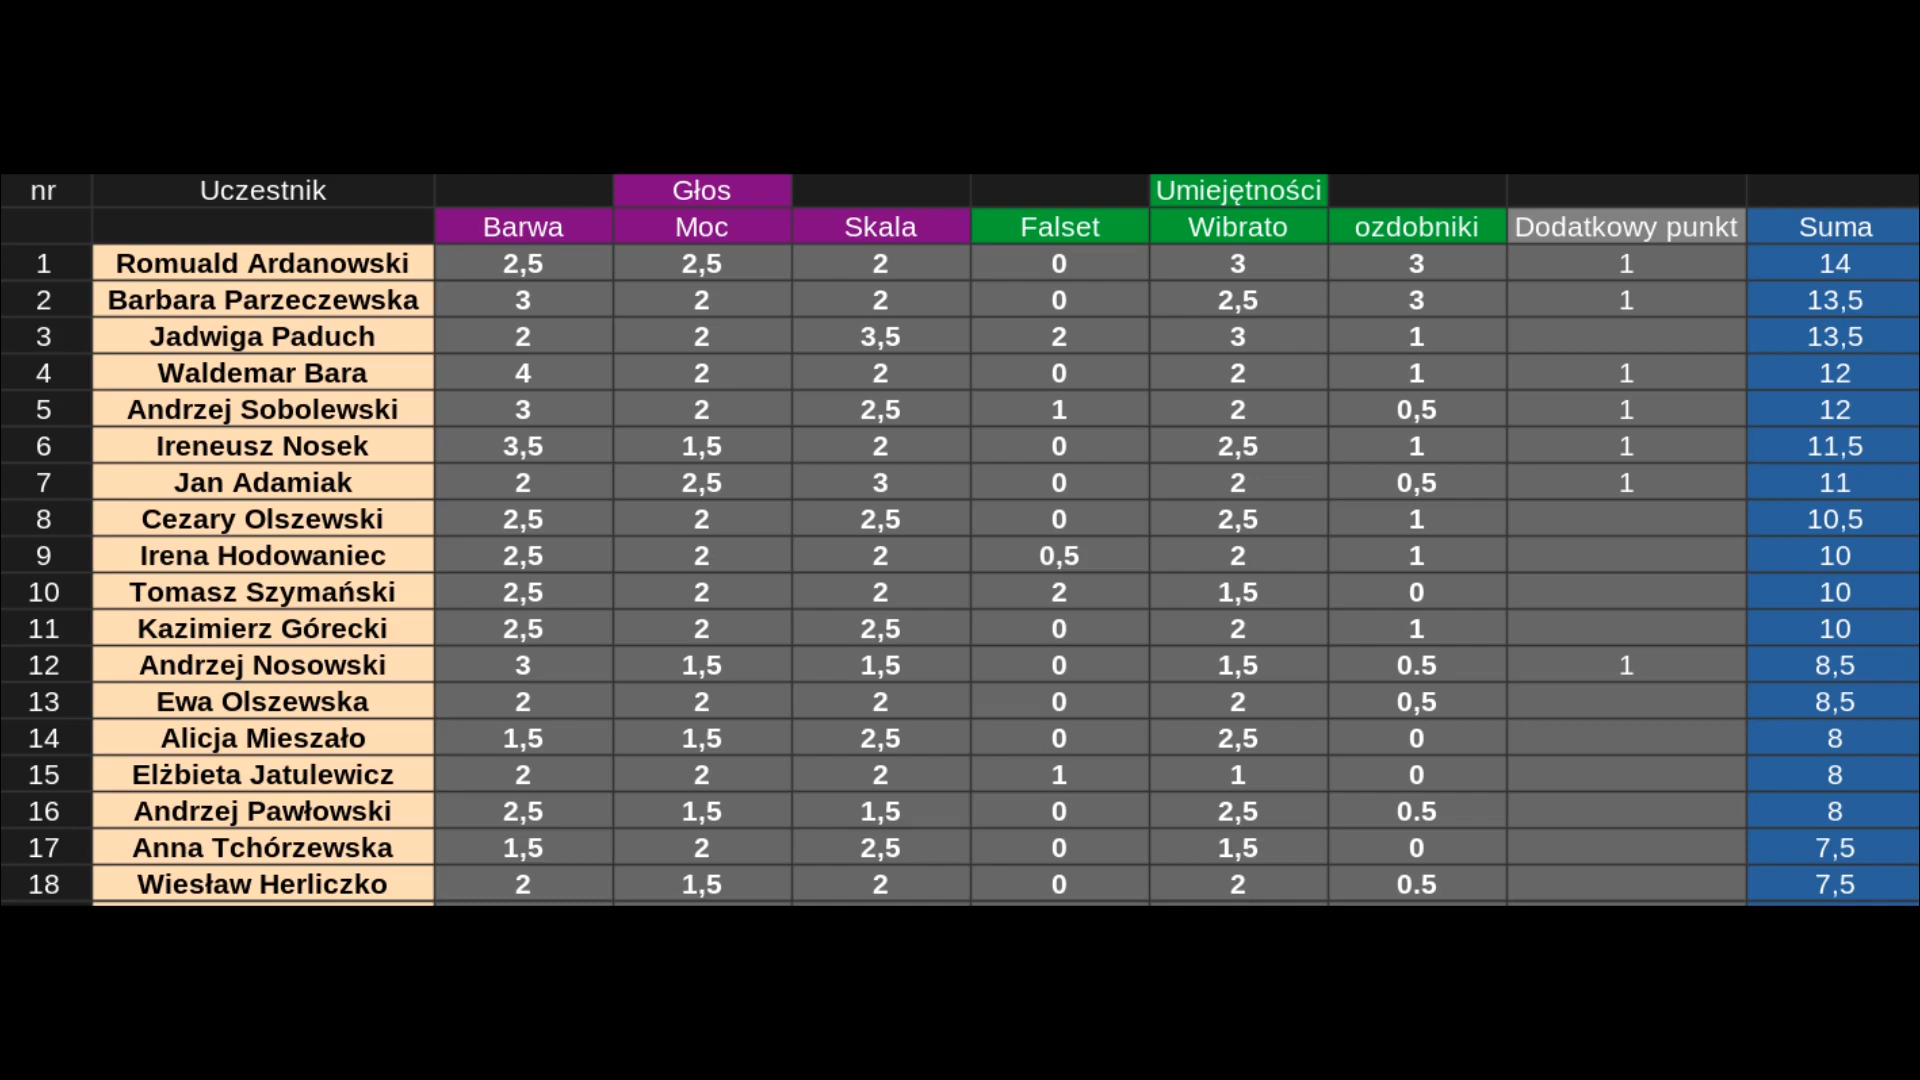 nr Uczestnik Głos Umiejętności
Barwa Moc Skala Falset Wibrato ozdobniki Dodatkowy punkt Suma
1 Romuald Ardanowski 2,5 2,5 2 0 3 3 1 14
2 Barbara Parzeczewska 3 2 2 0 2,5 3 1 13,5
3 Jadwiga Paduch 2 2 3,5 2 3 1 13,5
4 Waldemar Bara 4 2 2 0 2 1 1 12
5 Andrzej Sobolewski 3 2 2,5 1 2 0,5 1 12
6 Ireneusz Nosek 3,5 1,5 2 0 2,5 1 1 11,5
7 Jan Adamiak 2 2,5 3 0 2 0,5 1 11
8 Cezary Olszewski 2,5 2 2,5 0 2,5 1 10,5
9 Irena Hodowaniec 2,5 2 2 0,5 2 1 10
10 Tomasz Szymański 2,5 2 2 2 1,5 0 10
11 Kazimierz Górecki 2,5 2 2,5 0 2 1 10
12 Andrzej Nosowski 3 1,5 1,5 0 1,5 0.5 1 8,5
13 Ewa Olszewska 2 2 2 0 2 0,5 8,5
14 Alicja Mieszało 1,5 1,5 2,5 0 2,5 0 8
15 Elżbieta Jatulewicz 2 2 2 1 1 0 8
16 Andrzej Pawłowski 2,5 1,5 1,5 0 2,5 0.5 8
17 Anna Tchórzewska 1,5 2 2,5 0 1,5 0 7,5
18 Wiesław Herliczko 2 1,5 2 0 2 0.5 7,5